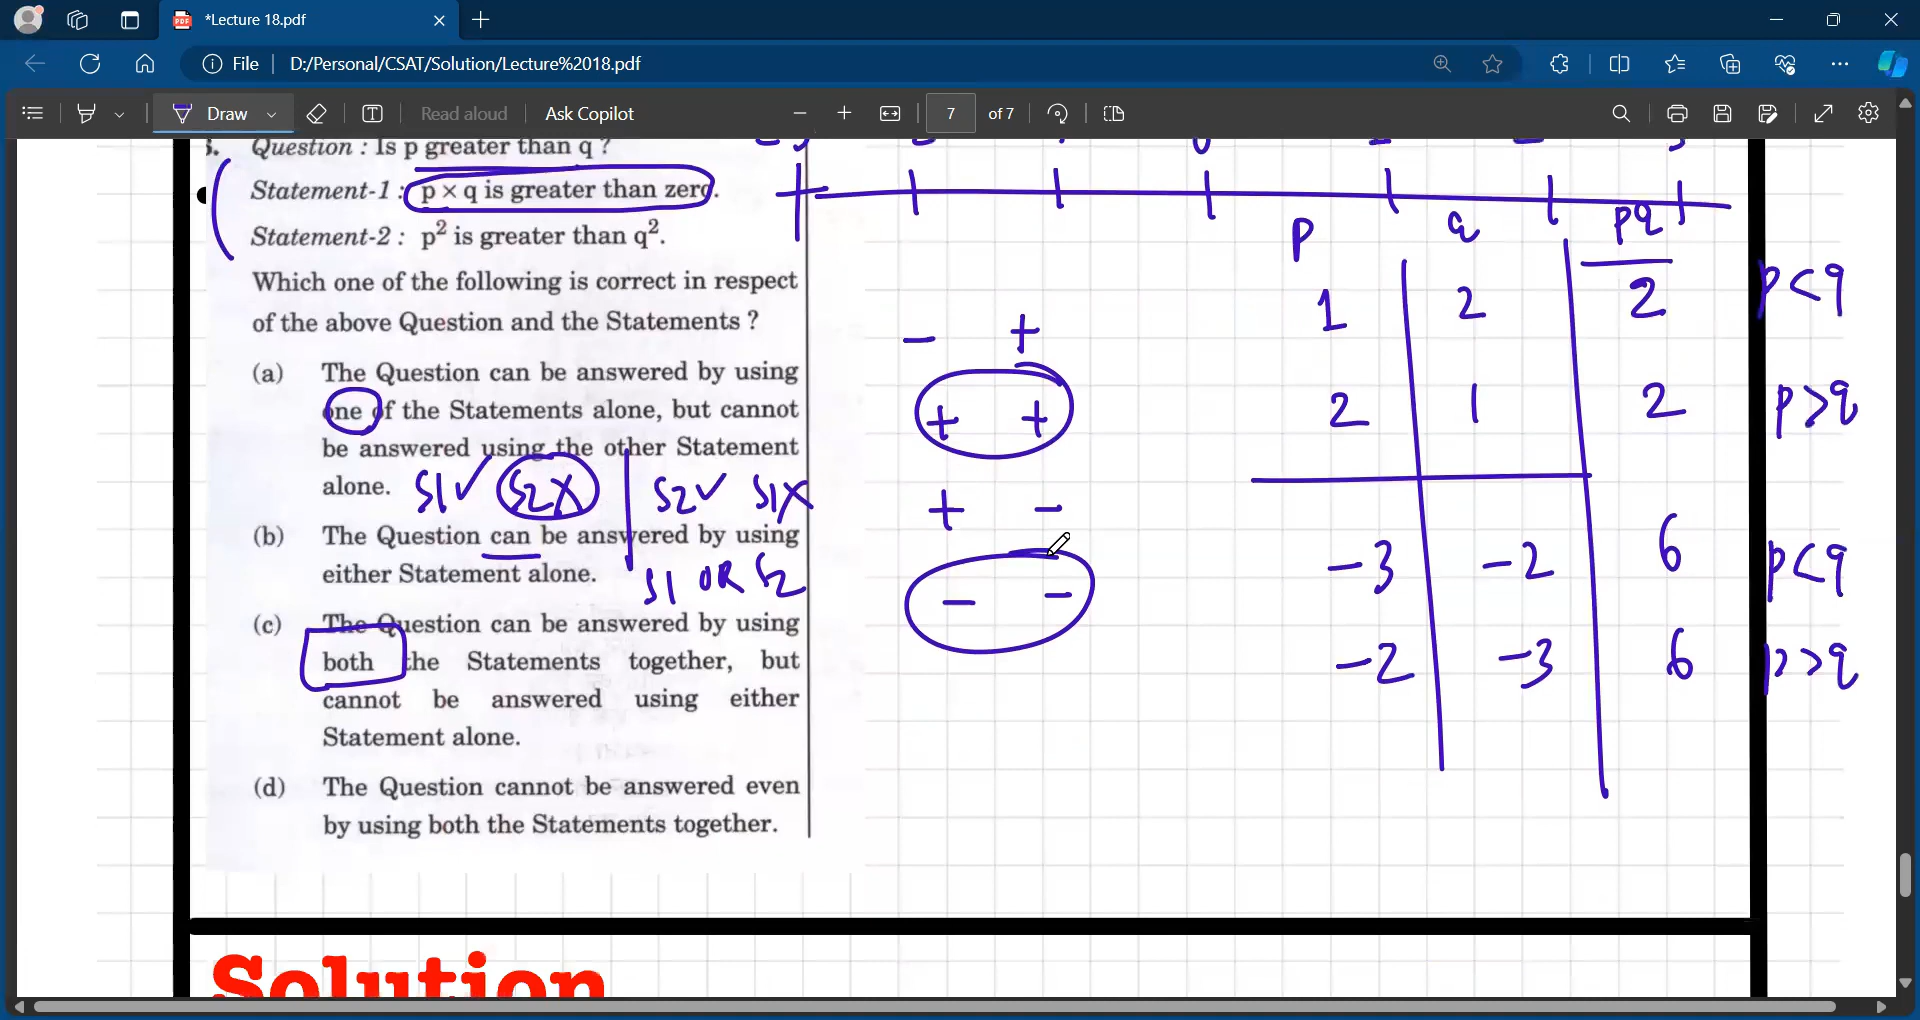 *Lecture 18.pdf
File
D:/Personal/CSAT/Solution/Lecture%2018.pdf
Draw
Read aloud
Ask Copilot
7 of 7
Question : Is p greater than q ?
Statement-1 : p × q is greater than zero.
Statement-2 : p² is greater than q².
Which one of the following is correct in respect
of the above Question and the Statements ?
(a) The Question can be answered by using
one of the Statements alone, but cannot
be answered using the other Statement
alone. S1✓ S2X | S2✓ S1X
(b) The Question can be answered by using
either Statement alone. S1 OR S2
(c) The Question can be answered by using
both the Statements together, but
cannot be answered using either
Statement alone.
(d) The Question cannot be answered even
by using both the Statements together.
- +
+ +
+ -
- -
p q pq
1 2 2 p<q
2 1 2 p>q
-3 -2 6 p<q
-2 -3 6 p>q
Solution